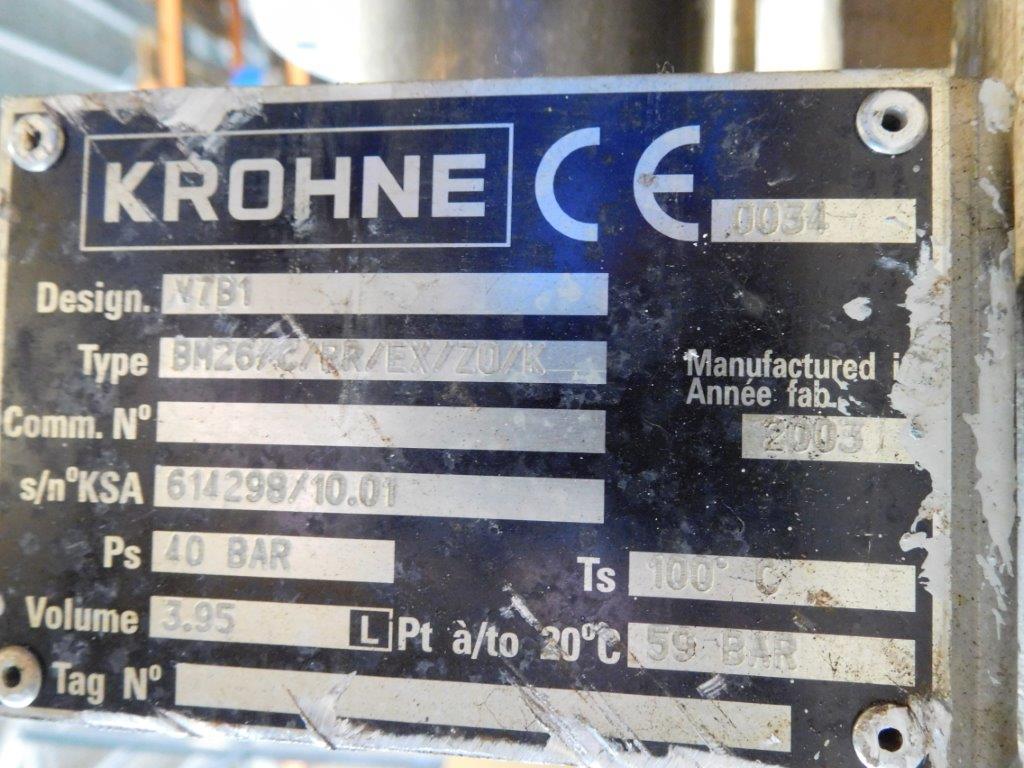 KROHNE CE 0034
Design. V7B1
Type BM26/C/RR/EX/ZO/K
Manufactured
Année fab.
Comm. N°
2003
s/n°KSA 614298/10.01
Ps 40 BAR
Ts 100° C
Volume 3.95 L
Pt à/to 20°C 59 BAR
Tag N°